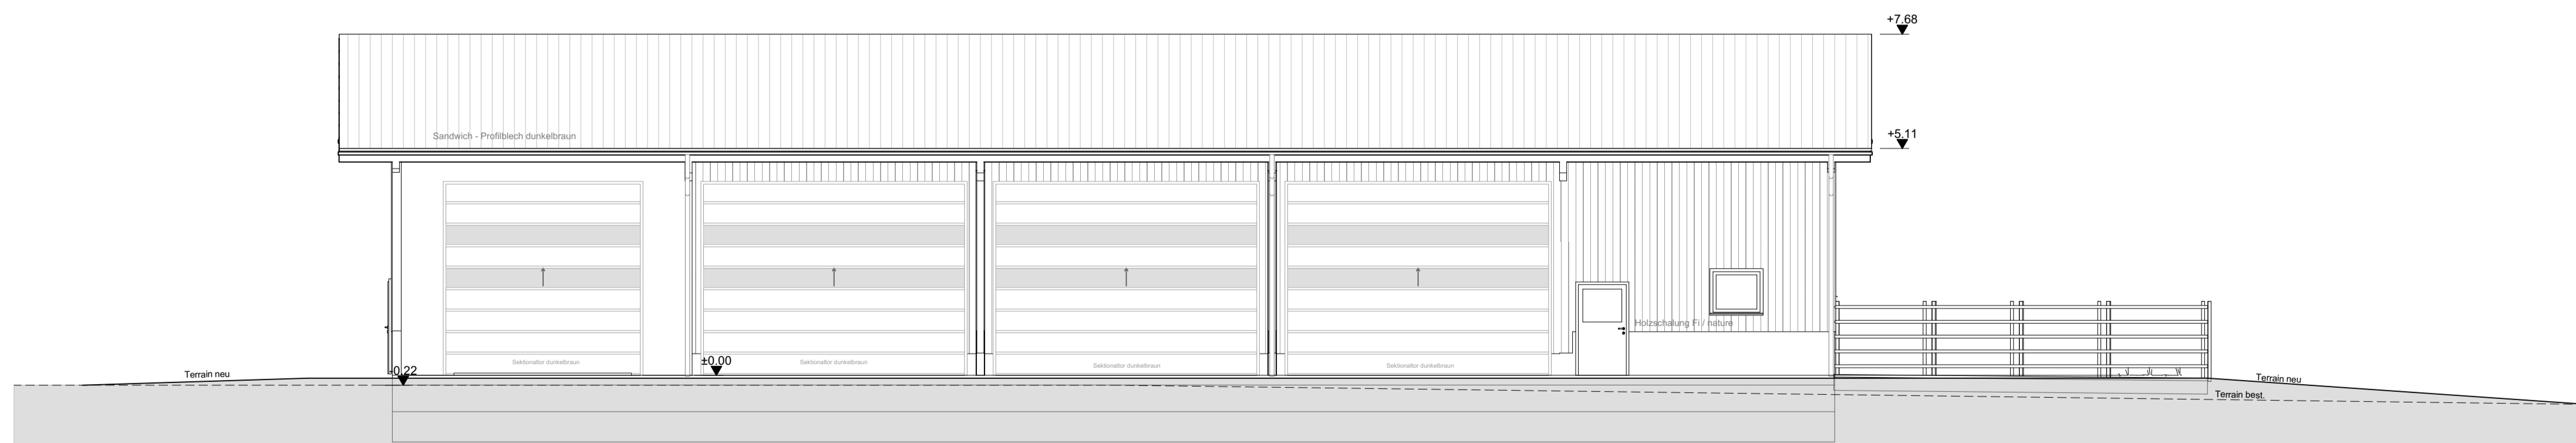 +7.68
Sandwich - Profilblech dunkelbraun
+5.11
Holzschalung Fi / nature
Sektionaltor dunkelbraun
Sektionaltor dunkelbraun
Sektionaltor dunkelbraun
Sektionaltor dunkelbraun
±0.00
-0.22
Terrain neu
Terrain neu
Terrain best.